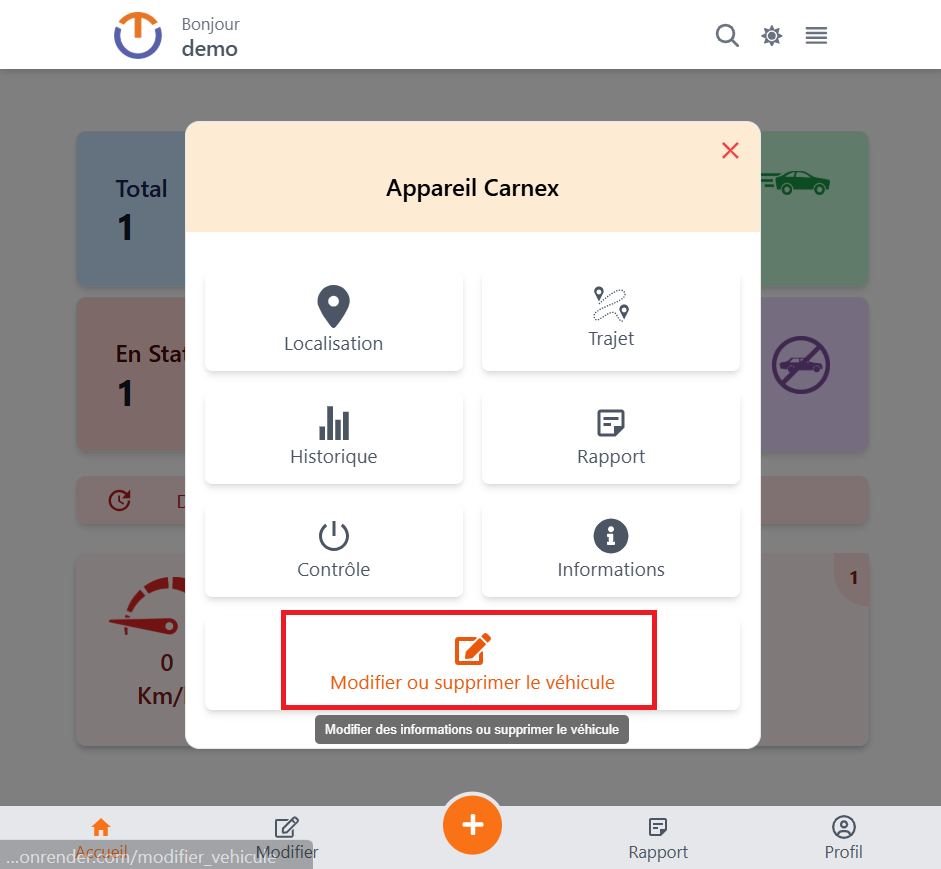 Bonjour
demo
Total
1
Appareil Carnex
Localisation
Trajet
En Stat
1
Historique
Rapport
D
Contrôle
Informations
1
0
Km/
Modifier ou supprimer le véhicule
Modifier des informations ou supprimer le véhicule
Accueil
Modifier
Rapport
Profil
...onrender.com/modifier_vehicule